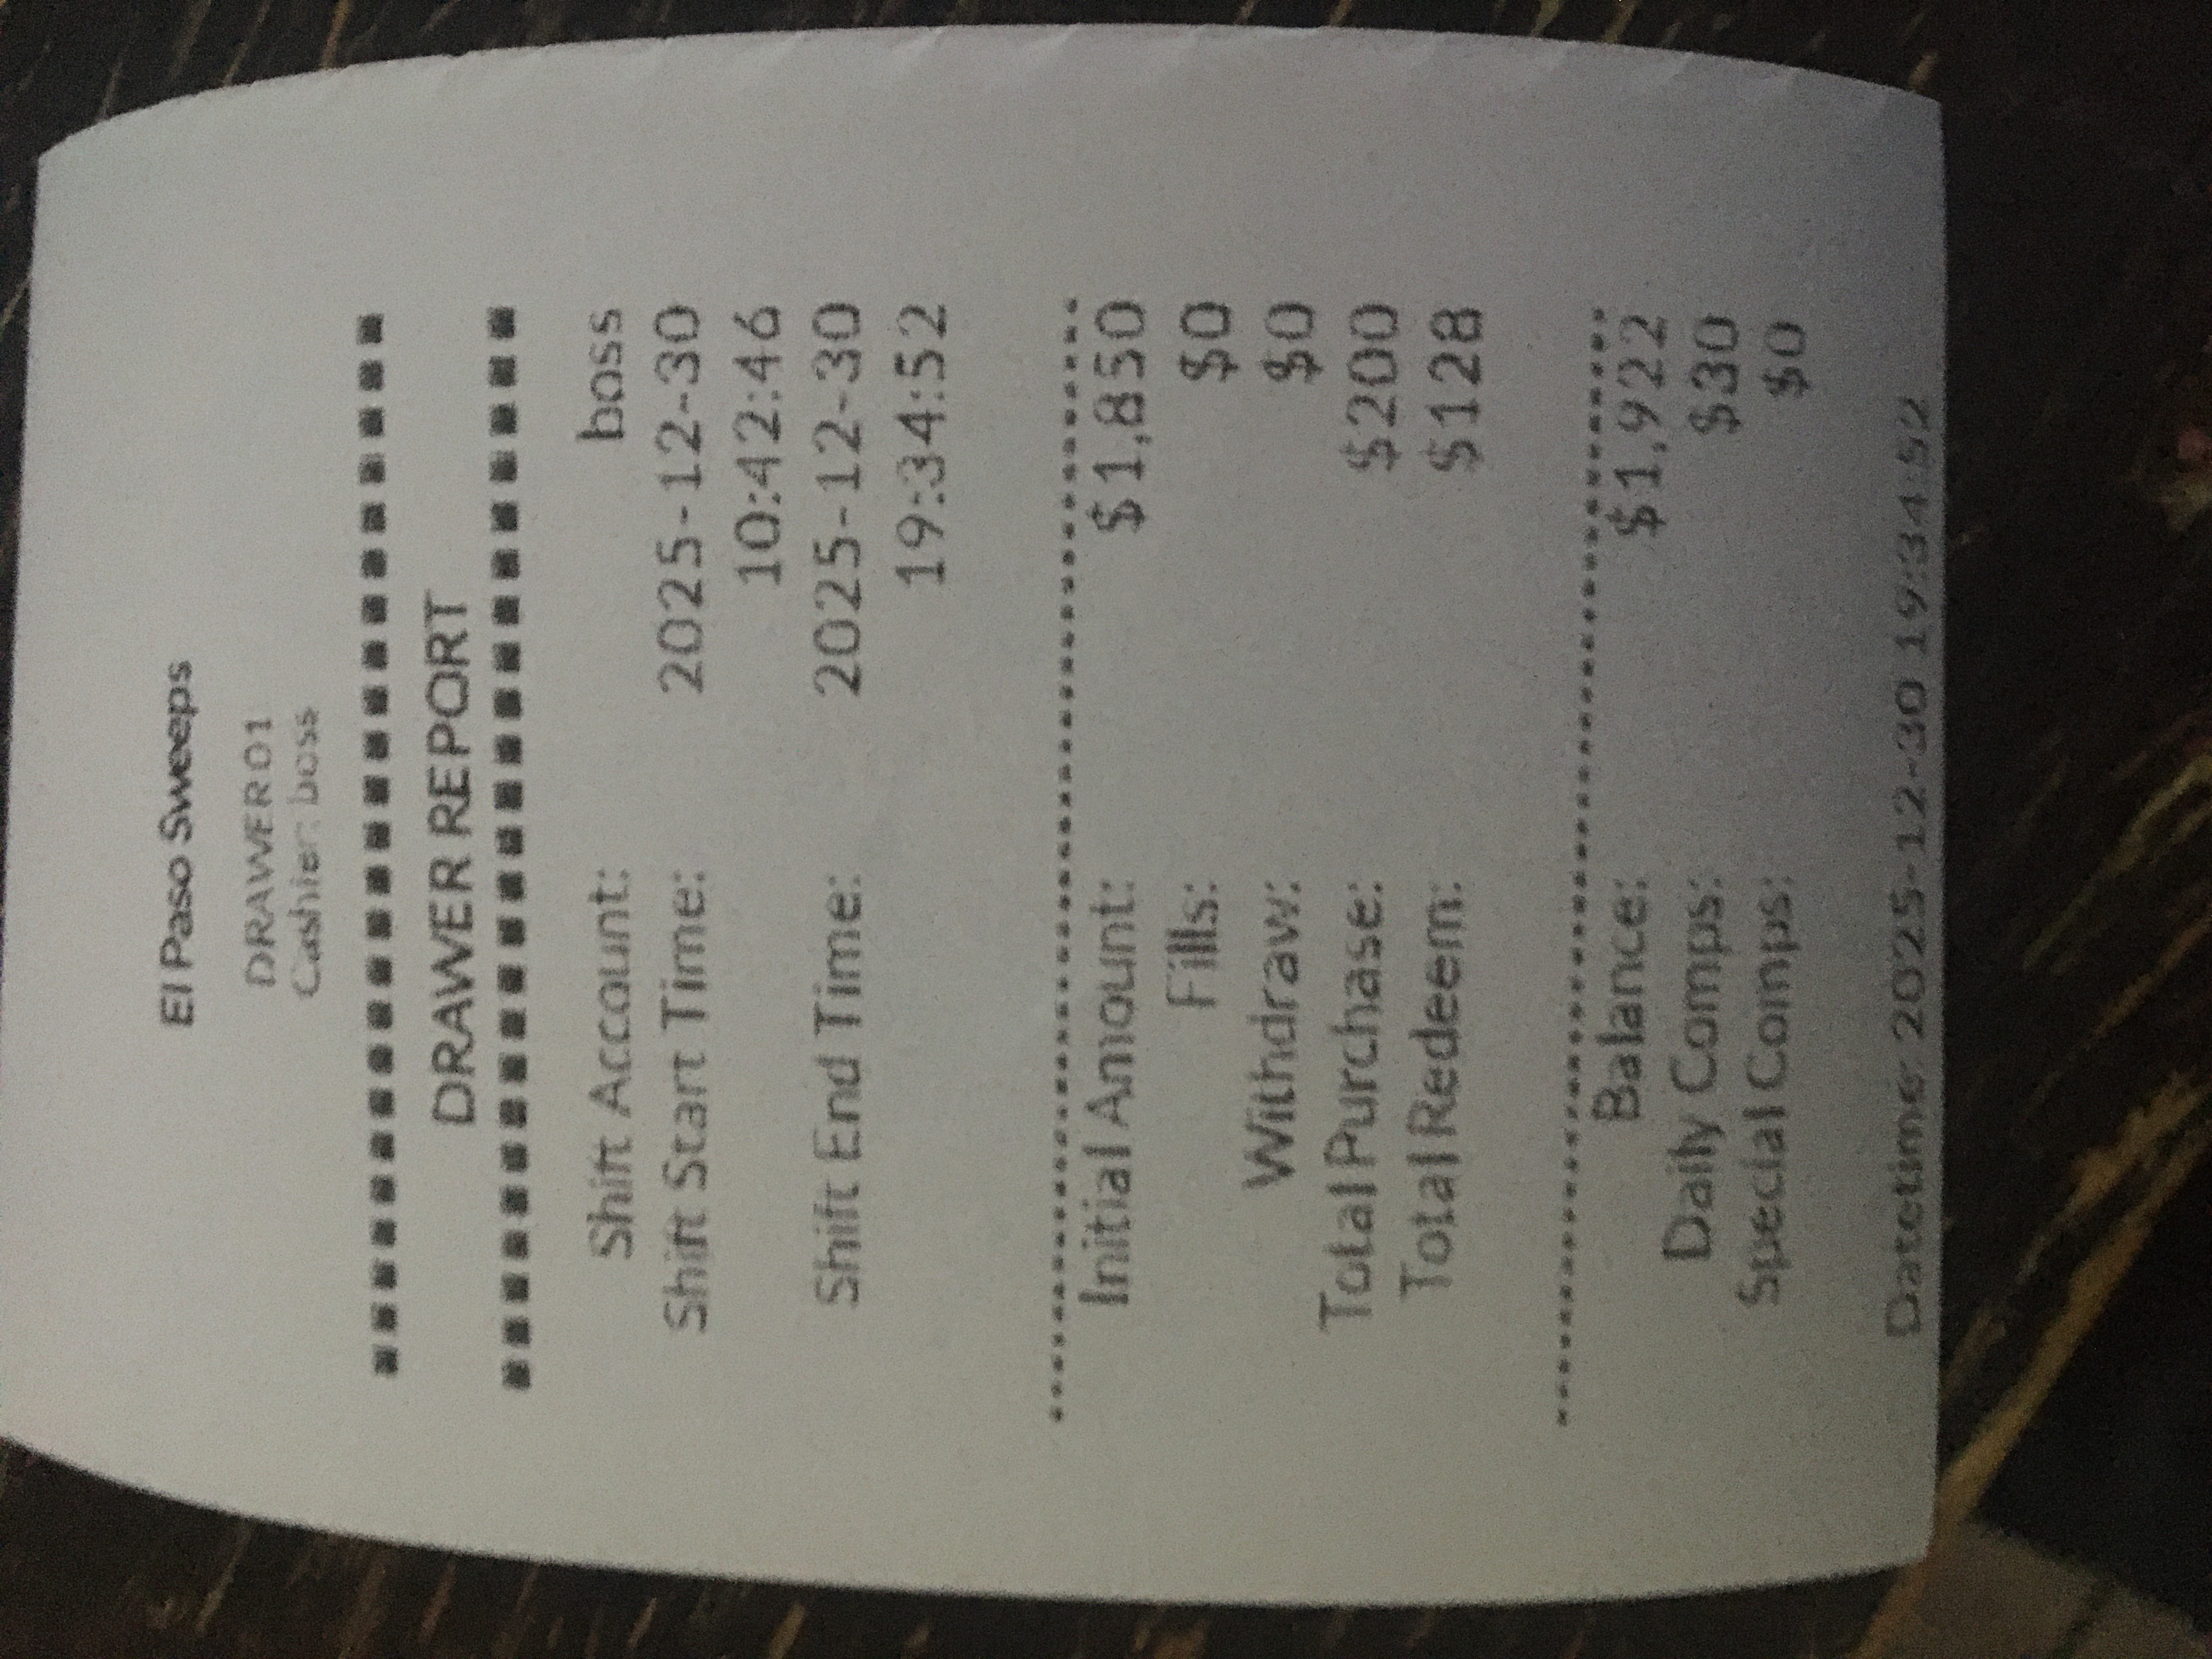 El Paso Sweeps
DRAWER01
Cashier: boss
DRAWER REPORT
Shift Account: boss
Shift Start Time: 2025-12-30
10:42:46
Shift End Time: 2025-12-30
19:34:52
Initial Amount: $1,850
Fills: $0
Withdraw: $0
Total Purchase: $200
Total Redeem: $128
Balance: $1,922
Daily Comps: $30
Special Comps: $0
Datetime: 2025-12-30 19:34:52